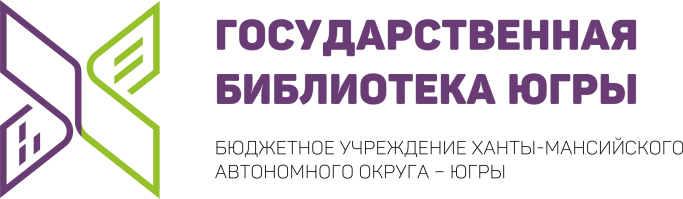 ГОСУДАРСТВЕННАЯ
БИБЛИОТЕКА ЮГРЫ
БЮДЖЕТНОЕ УЧРЕЖДЕНИЕ ХАНТЫ-МАНСИЙСКОГО
АВТОНОМНОГО ОКРУГА – ЮГРЫ